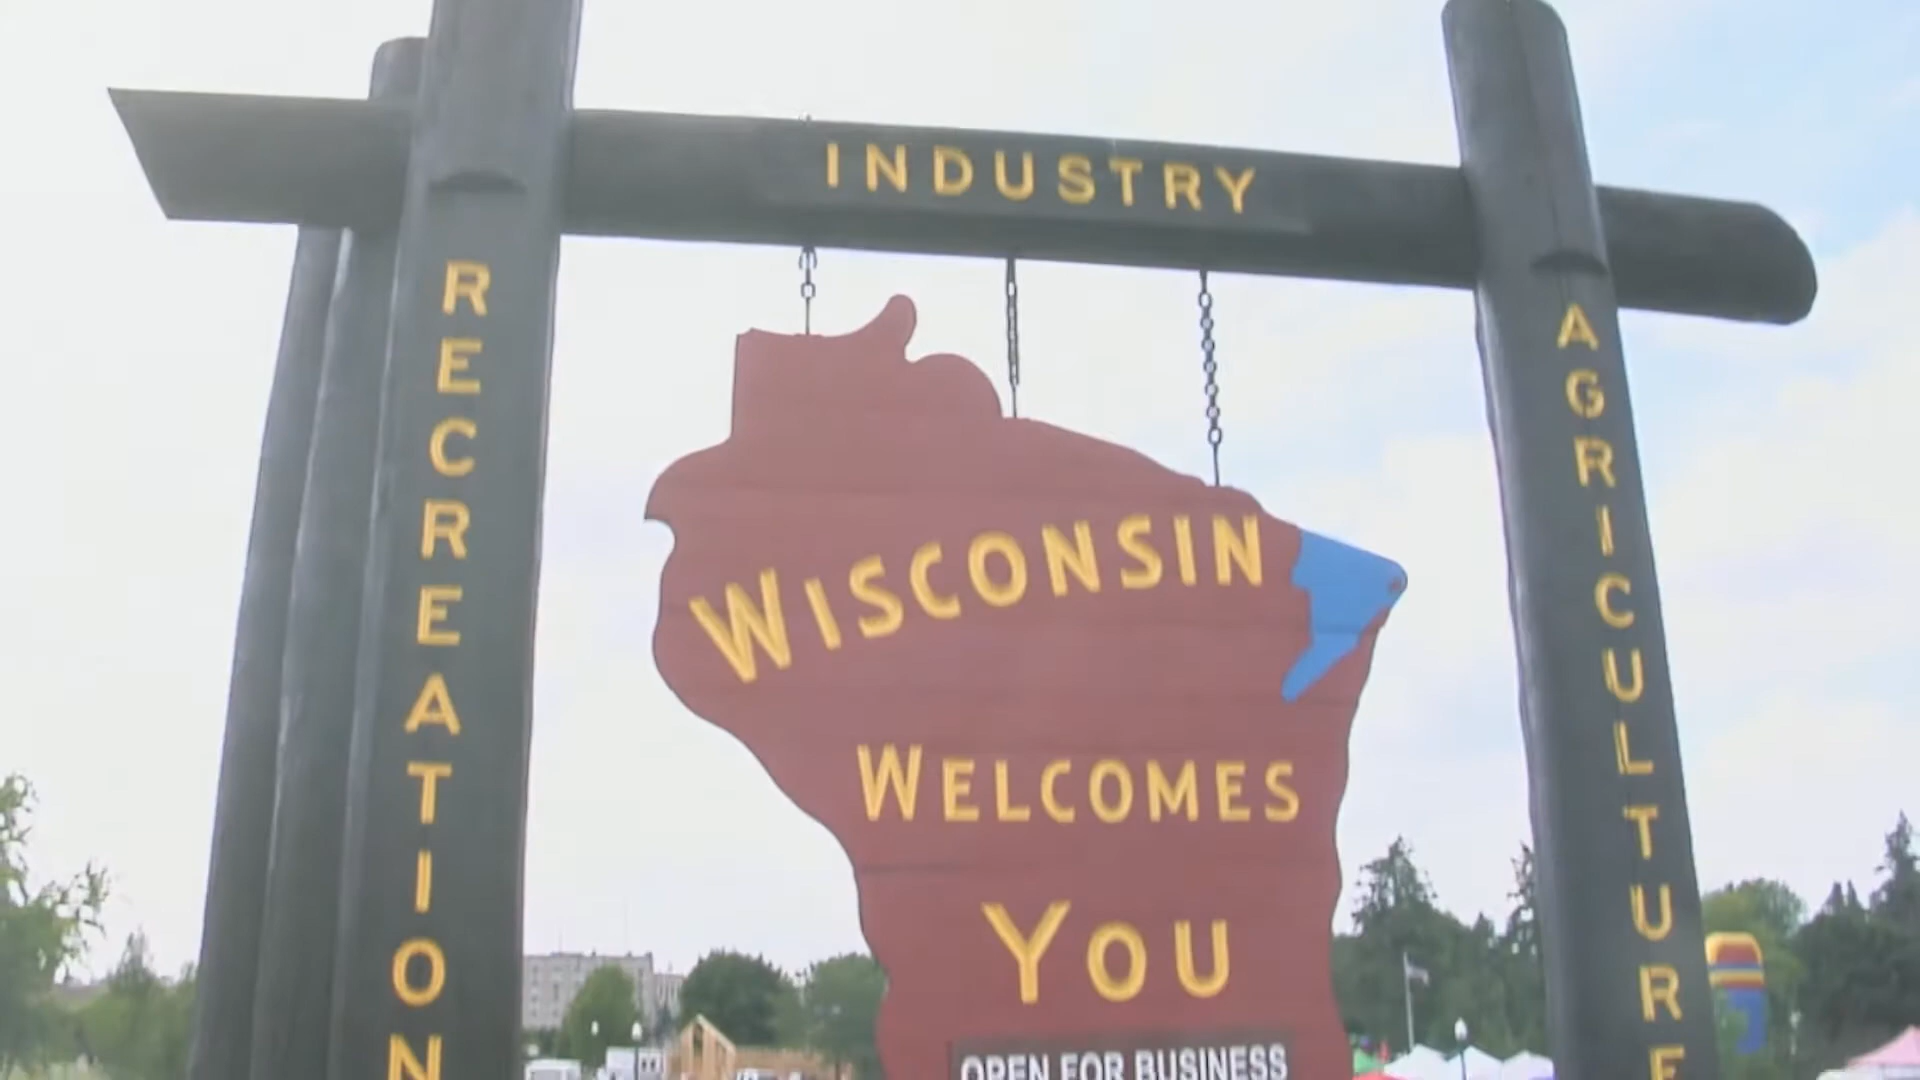 INDUSTRY
RECREATION
AGRICULTURE
WISCONSIN
WELCOMES
YOU
OPEN FOR BUSINESS